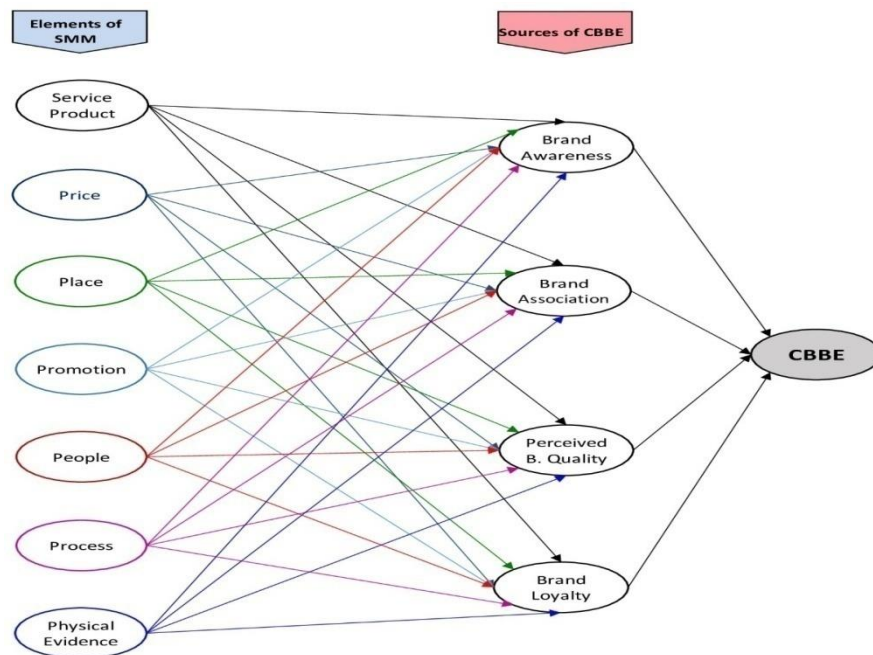 Elements of
SMM
Sources of CBBE
Service
Product
Price
Place
Promotion
People
Process
Physical
Evidence
Brand
Awareness
Brand
Association
Perceived
B. Quality
Brand
Loyalty
CBBE